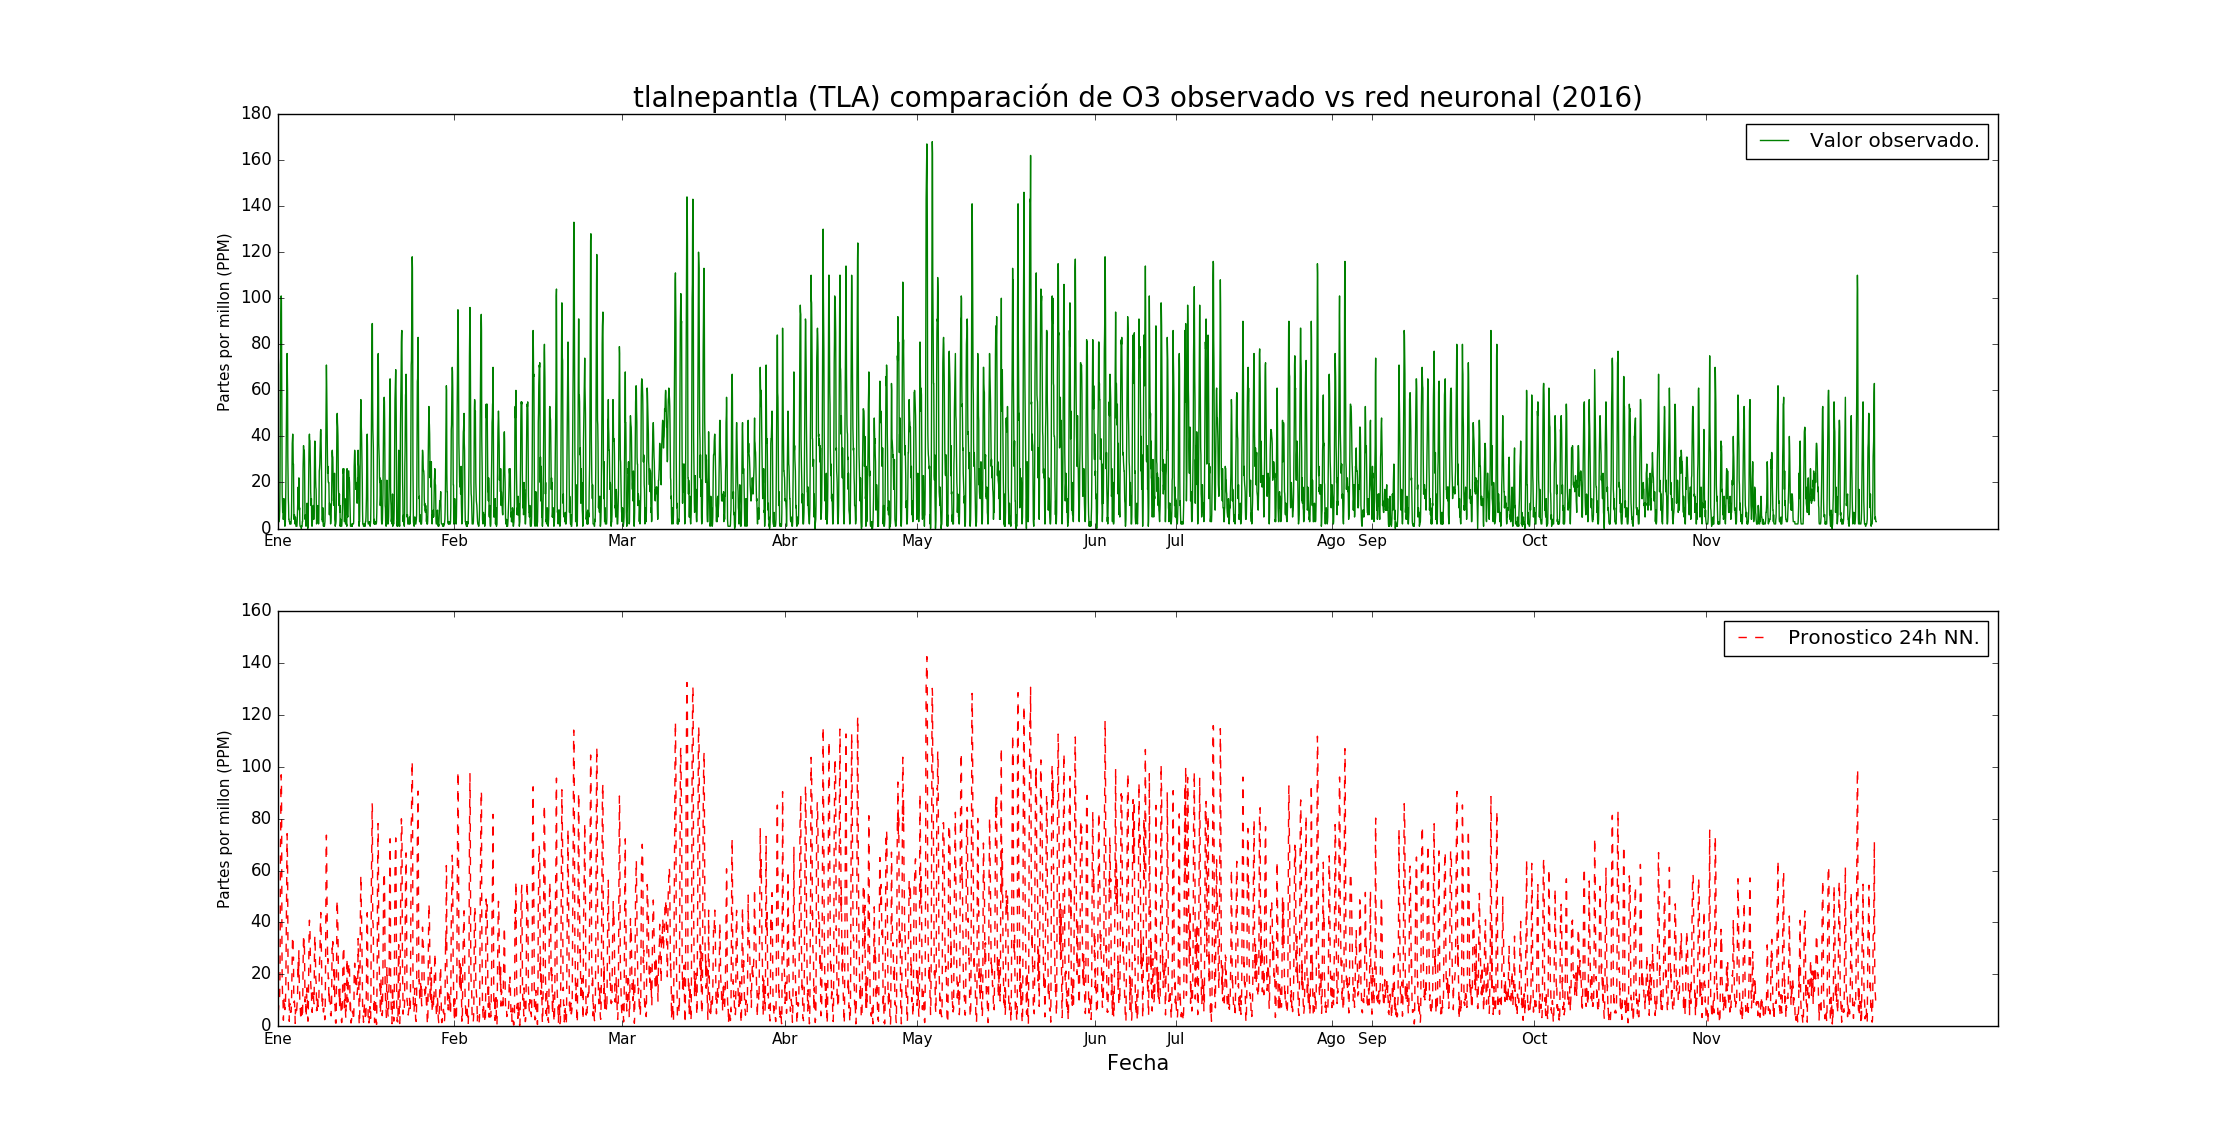 tlalnepantla (TLA) comparación de O3 observado vs red neuronal (2016)
180
160
140
120
100
80
60
40
20
0
Partes por millon (PPM)
Valor observado.
Ene Feb Mar Abr May Jun Jul Ago Sep Oct Nov
160
140
120
100
80
60
40
20
0
Partes por millon (PPM)
Pronostico 24h NN.
Ene Feb Mar Abr May Jun Jul Ago Sep Oct Nov
Fecha